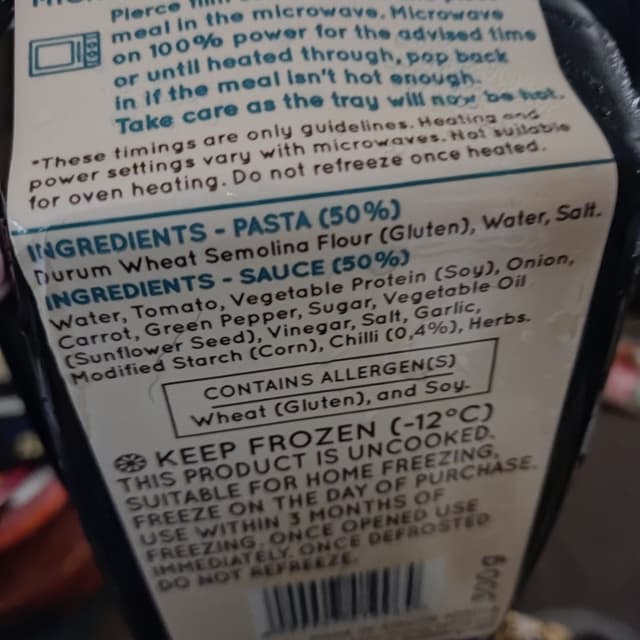 Pierce film
meal in the microwave. Microwave
on 100% power for the advised time
or until heated through, pop back
in if the meal isn't hot enough.
Take care as the tray will now be hot.
*These timings are only guidelines. Heating and
power settings vary with microwaves. Not suitable
for oven heating. Do not refreeze once heated.
INGREDIENTS - PASTA (50%)
Durum Wheat Semolina Flour (Gluten), Water, Salt.
INGREDIENTS - SAUCE (50%)
Water, Tomato, Vegetable Protein (Soy), Onion,
Carrot, Green Pepper, Sugar, Vegetable Oil
(Sunflower Seed), Vinegar, Salt, Garlic,
Modified Starch (Corn), Chilli (0,4%), Herbs.
CONTAINS ALLERGEN(S)
Wheat (Gluten), and Soy.
KEEP FROZEN (-12°C)
THIS PRODUCT IS UNCOOKED.
SUITABLE FOR HOME FREEZING,
FREEZE ON THE DAY OF PURCHASE.
USE WITHIN 3 MONTHS OF
FREEZING. ONCE OPENED USE
IMMEDIATELY. ONCE DEFROSTED
DO NOT REFREEZE.
300g